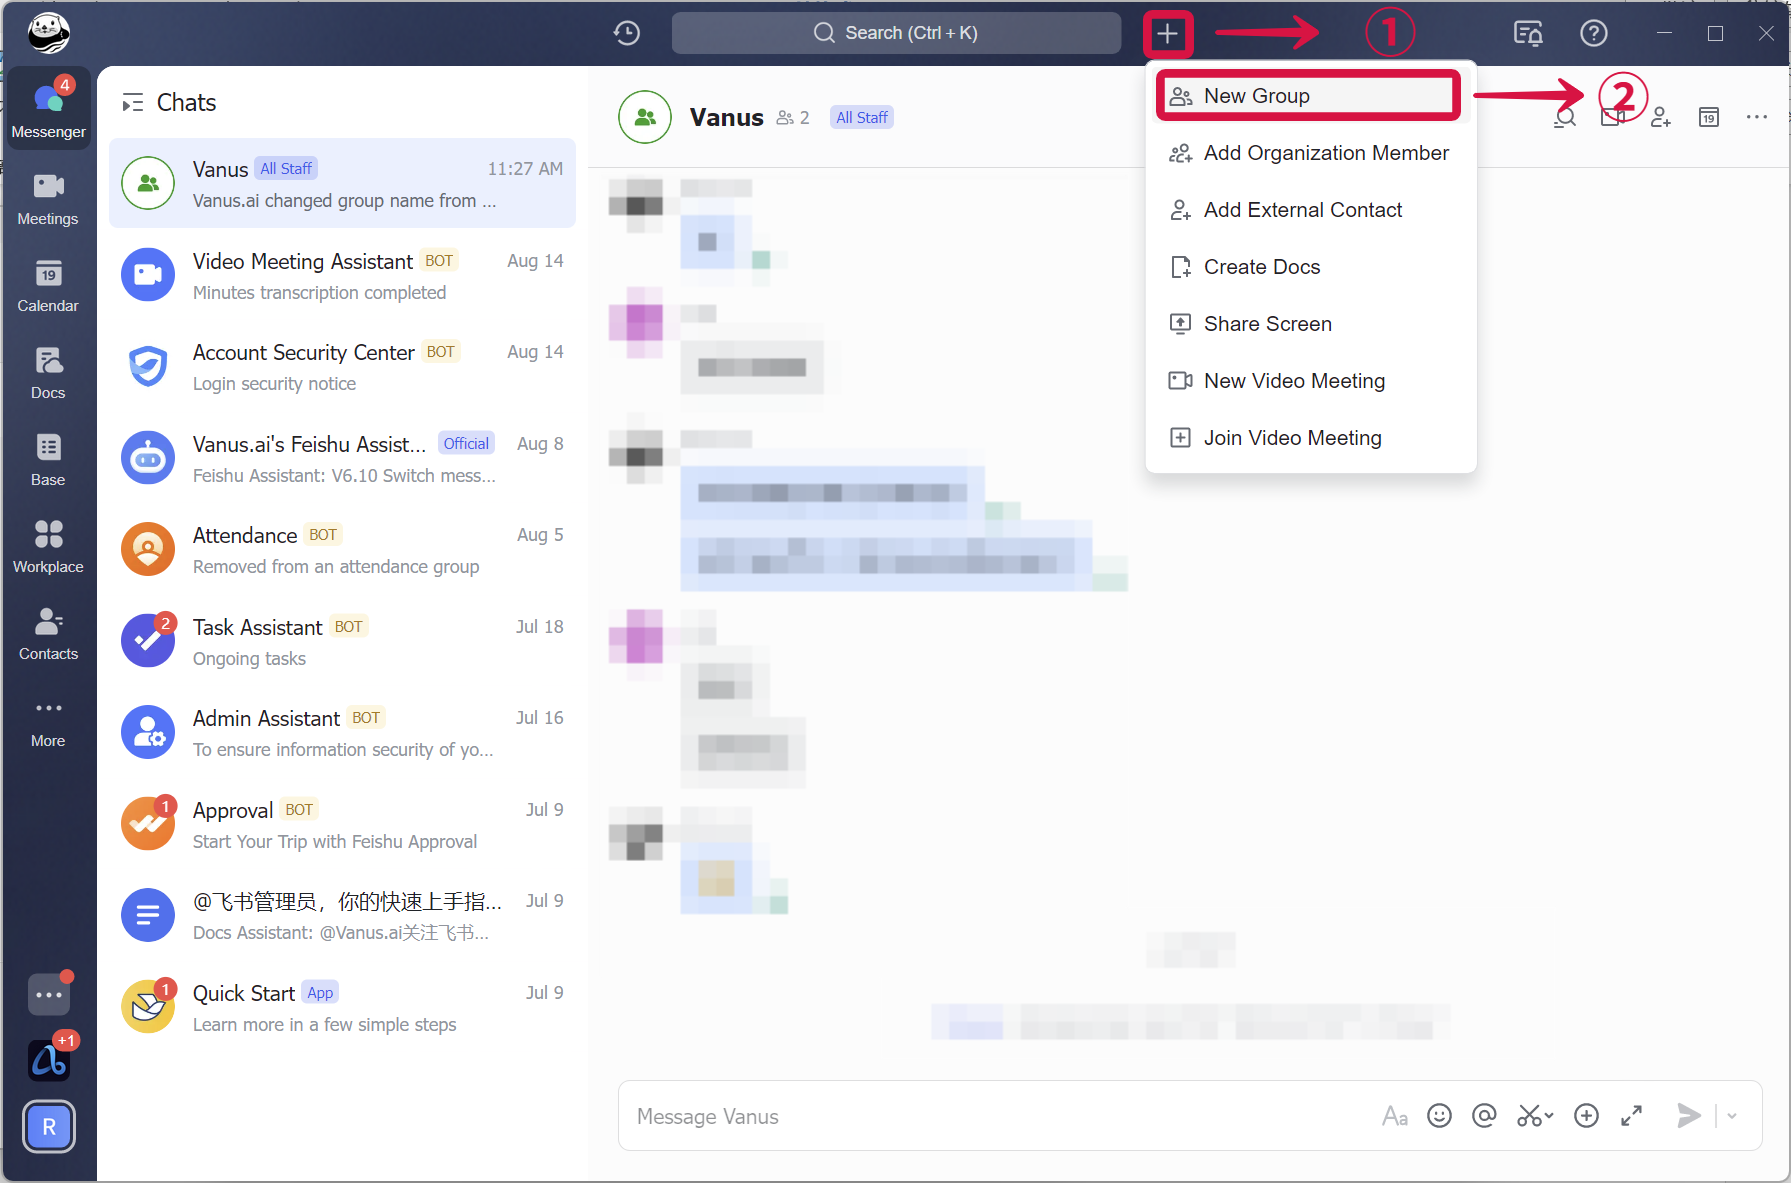 Search (Ctrl + K)
①
4
Messenger
Meetings
19
Calendar
Docs
Base
Workplace
Contacts
More
+1
R
Chats
Vanus All Staff 11:27 AM
Vanus.ai changed group name from ...
Video Meeting Assistant BOT Aug 14
Minutes transcription completed
Account Security Center BOT Aug 14
Login security notice
Vanus.ai's Feishu Assist... Official Aug 8
Feishu Assistant: V6.10 Switch mess...
Attendance BOT Aug 5
Removed from an attendance group
2
Task Assistant BOT Jul 18
Ongoing tasks
Admin Assistant BOT Jul 16
To ensure information security of yo...
1
Approval BOT Jul 9
Start Your Trip with Feishu Approval
@飞书管理员，你的快速上手指... Jul 9
Docs Assistant: @Vanus.ai关注飞书...
1
Quick Start App Jul 9
Learn more in a few simple steps
Vanus 2 All Staff
②
19
New Group
Add Organization Member
Add External Contact
Create Docs
Share Screen
New Video Meeting
Join Video Meeting
Message Vanus
Aa